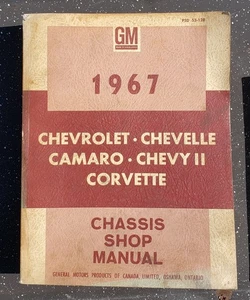 GM
1967
CHEVROLET · CHEVELLE
CAMARO · CHEVY II
CORVETTE
CHASSIS
SHOP
MANUAL
GENERAL MOTORS PRODUCTS OF CANADA, LIMITED, OSHAWA, ONTARIO